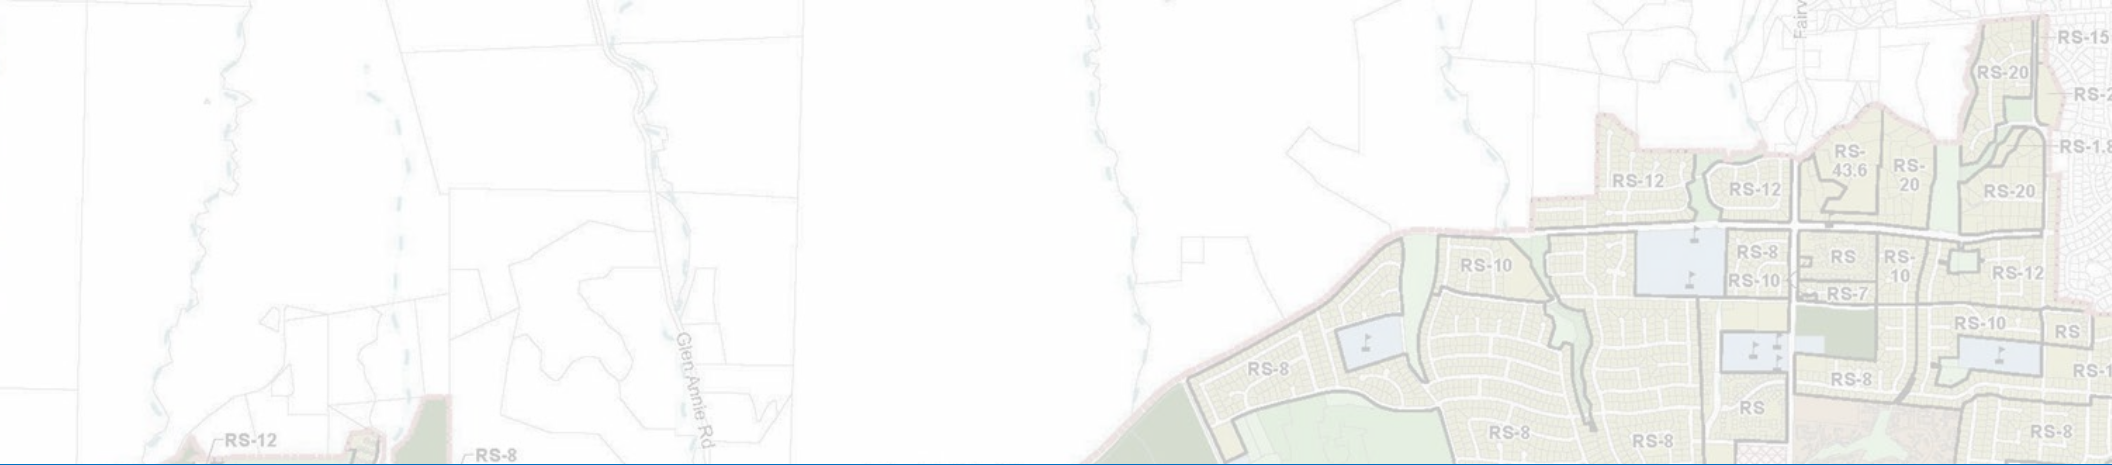 Fairv
RS-15
RS-20
RS-2
RS-1.8
RS-
43.6
RS-
20
RS-12
RS-12
RS-20
RS-8
RS
RS-
10
RS-10
RS-12
RS-10
RS-7
RS-10
RS
Glen Annie Rd
RS-8
RS-8
RS-1
RS
RS-12
RS-8
RS-8
RS-8
RS-8